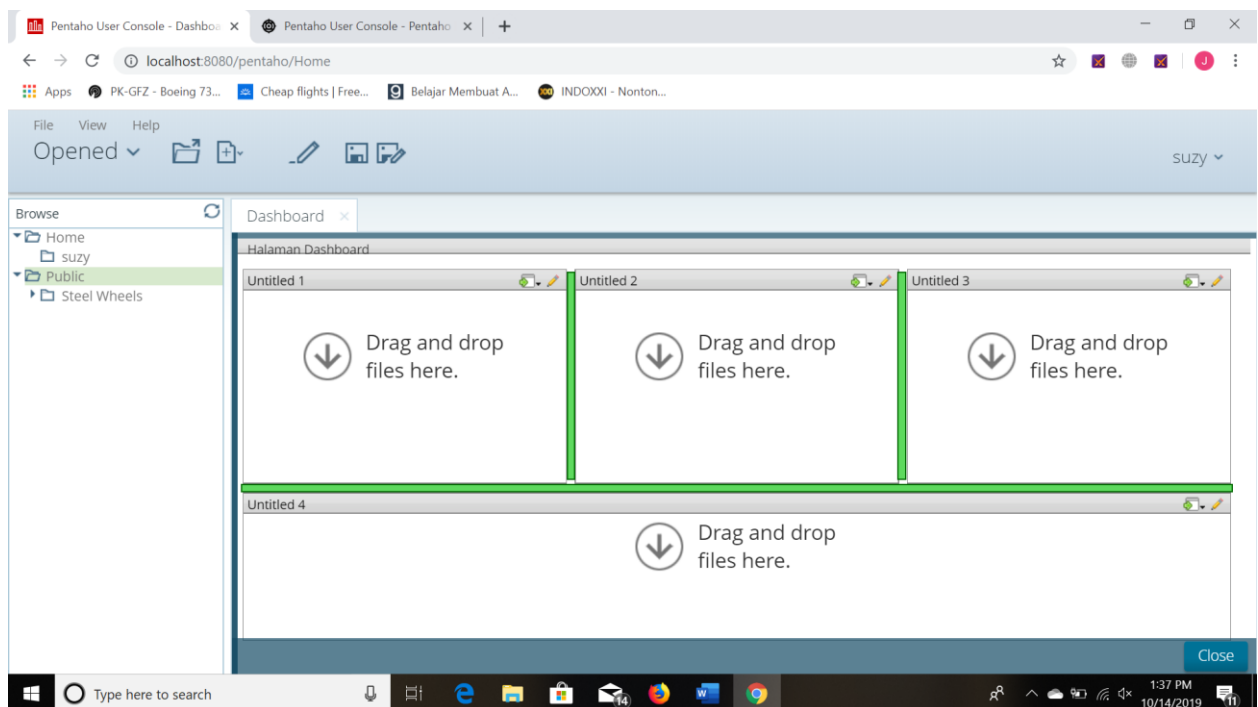 Pentaho User Console - Dashboa
Pentaho User Console - Pentaho
localhost:8080/pentaho/Home
Apps PK-GFZ - Boeing 73... Cheap flights | Free... Belajar Membuat A... INDOXXI - Nonton...
File View Help
Opened
suzy
Browse
Dashboard
Home
suzy
Public
Steel Wheels
Halaman Dashboard
Untitled 1
Untitled 2
Untitled 3
Drag and drop
files here.
Drag and drop
files here.
Drag and drop
files here.
Untitled 4
Drag and drop
files here.
Close
Type here to search
14
1:37 PM
10/14/2019
11